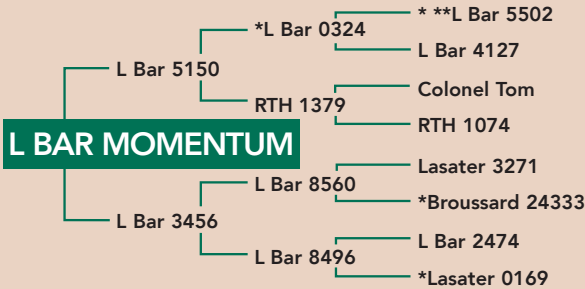 * **L Bar 5502
*L Bar 0324
L Bar 4127
L Bar 5150
Colonel Tom
RTH 1379
RTH 1074
L BAR MOMENTUM
Lasater 3271
L Bar 8560
*Broussard 24333
L Bar 3456
L Bar 2474
L Bar 8496
*Lasater 0169